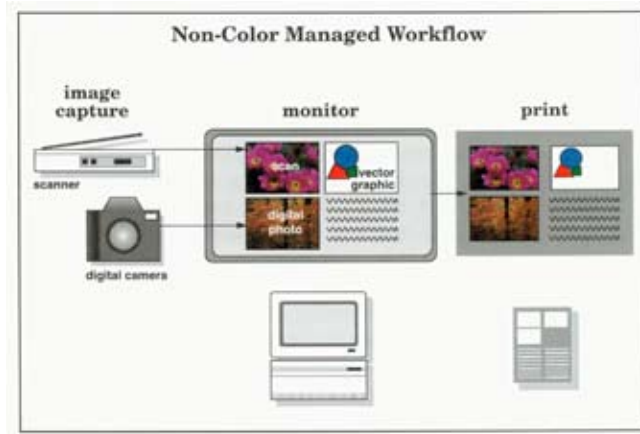 Non-Color Managed Workflow
image
capture
monitor
print
scanner
scan
vector
graphic
digital
photo
digital camera